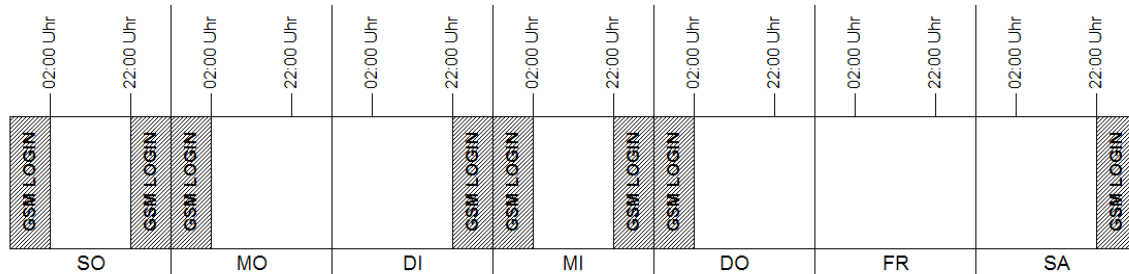 02:00 Uhr
22:00 Uhr
02:00 Uhr
22:00 Uhr
02:00 Uhr
22:00 Uhr
02:00 Uhr
22:00 Uhr
02:00 Uhr
22:00 Uhr
02:00 Uhr
22:00 Uhr
02:00 Uhr
22:00 Uhr
GSM LOGIN
GSM LOGIN
GSM LOGIN
GSM LOGIN
GSM LOGIN
GSM LOGIN
GSM LOGIN
GSM LOGIN
SO
MO
DI
MI
DO
FR
SA